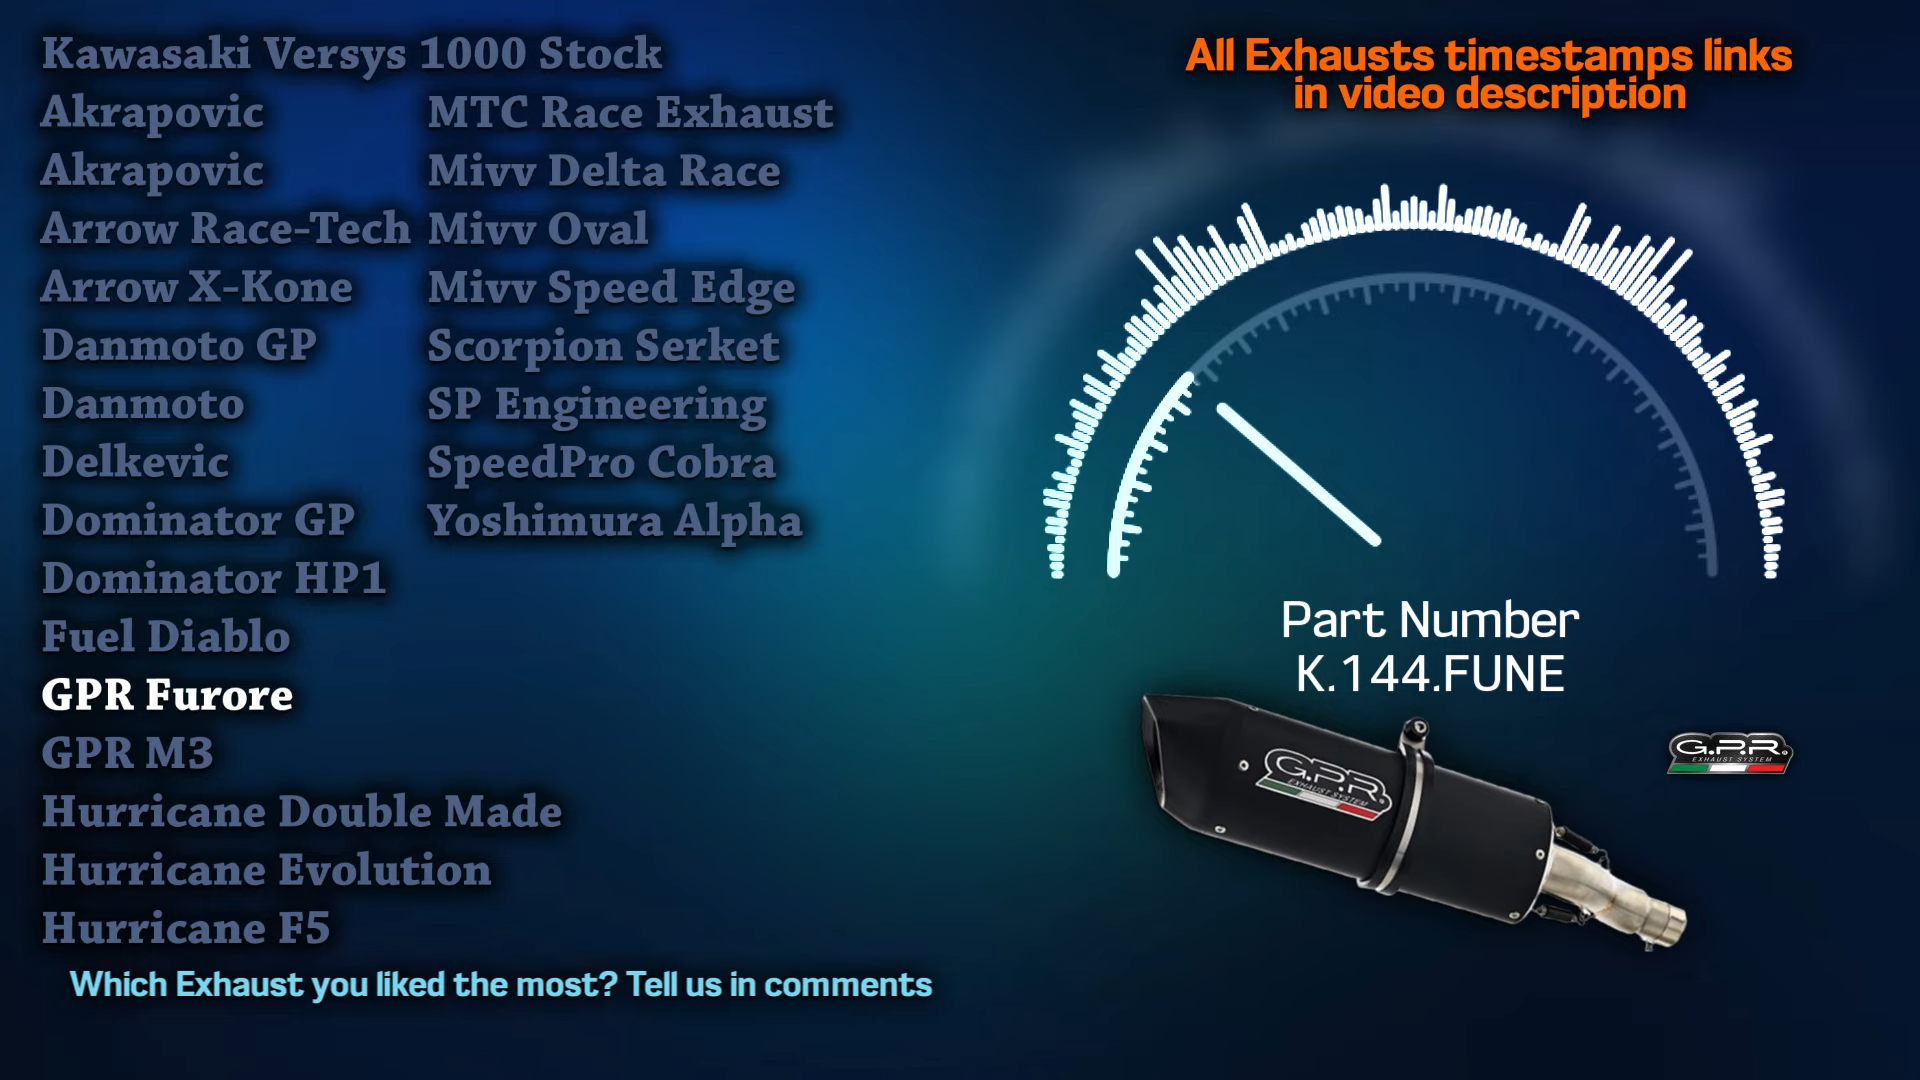 Kawasaki Versys 1000 Stock
Akrapovic
Akrapovic
Arrow Race-Tech
Arrow X-Kone
Danmoto GP
Danmoto
Delkevic
Dominator GP
Dominator HP1
Fuel Diablo
GPR Furore
GPR M3
Hurricane Double Made
Hurricane Evolution
Hurricane F5
MTC Race Exhaust
Mivv Delta Race
Mivv Oval
Mivv Speed Edge
Scorpion Serket
SP Engineering
SpeedPro Cobra
Yoshimura Alpha
Which Exhaust you liked the most? Tell us in comments
All Exhausts timestamps links
in video description
Part Number
K.144.FUNE
G.P.R.
EXHAUST SYSTEM
G.P.R.
EXHAUST SYSTEM